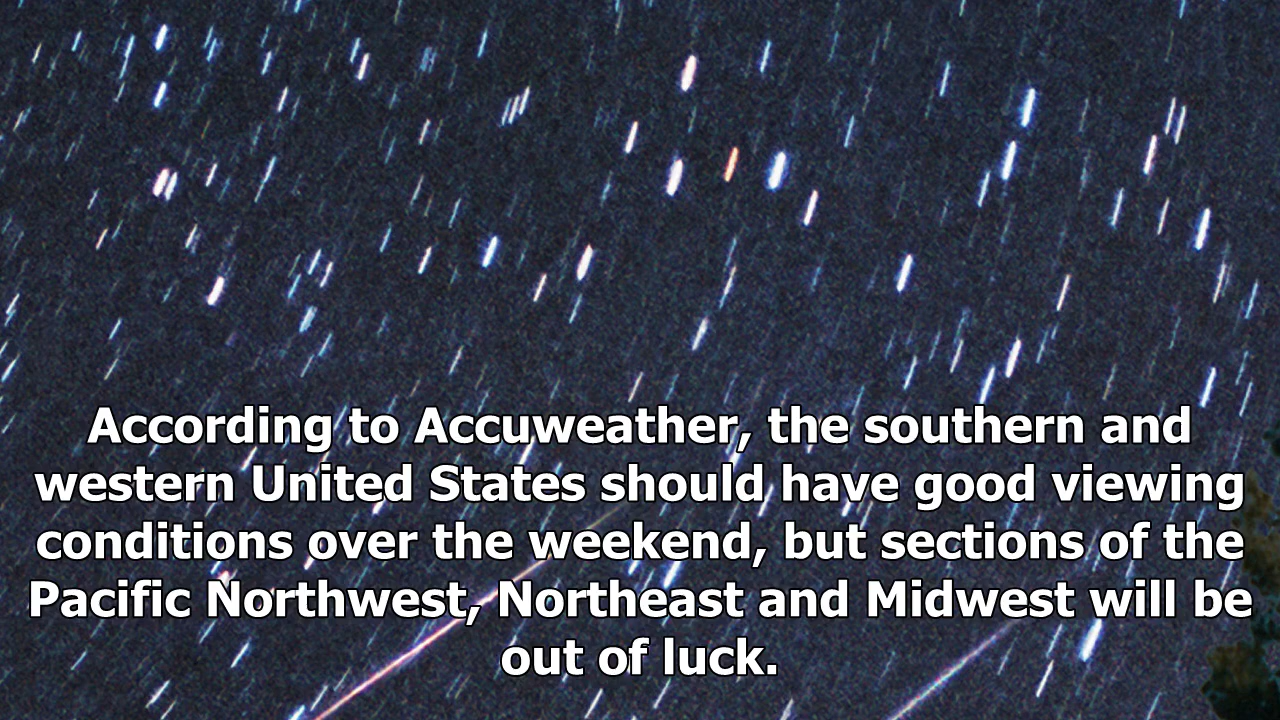 According to Accuweather, the southern and
western United States should have good viewing
conditions over the weekend, but sections of the
Pacific Northwest, Northeast and Midwest will be
out of luck.